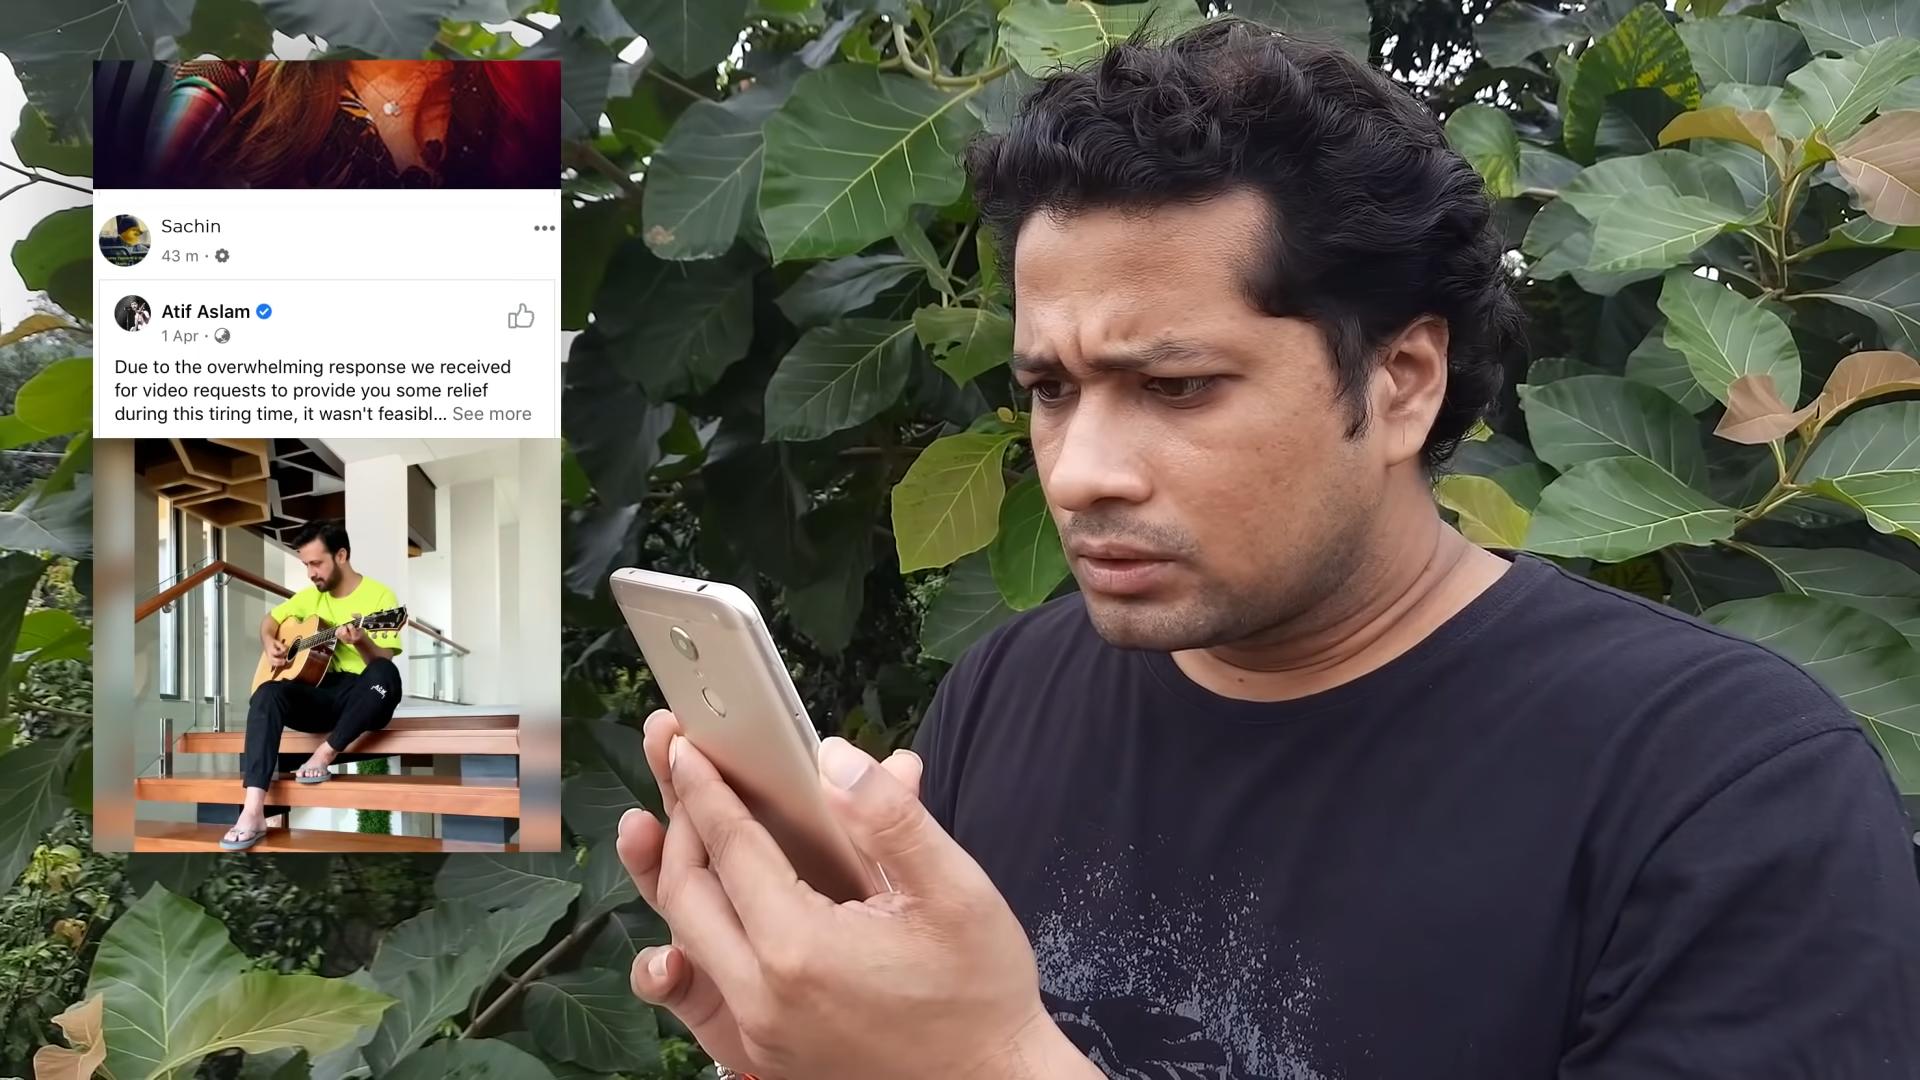 Sachin
43 m ·
Atif Aslam
1 Apr ·
Due to the overwhelming response we received
for video requests to provide you some relief
during this tiring time, it wasn't feasibl... See more